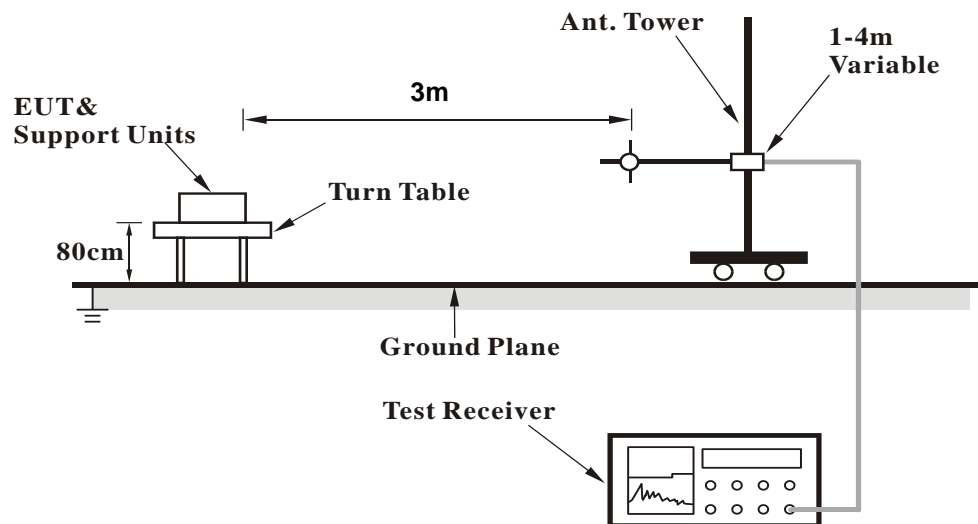 Ant. Tower
1-4m
Variable
3m
EUT&
Support Units
Turn Table
80cm
Ground Plane
Test Receiver